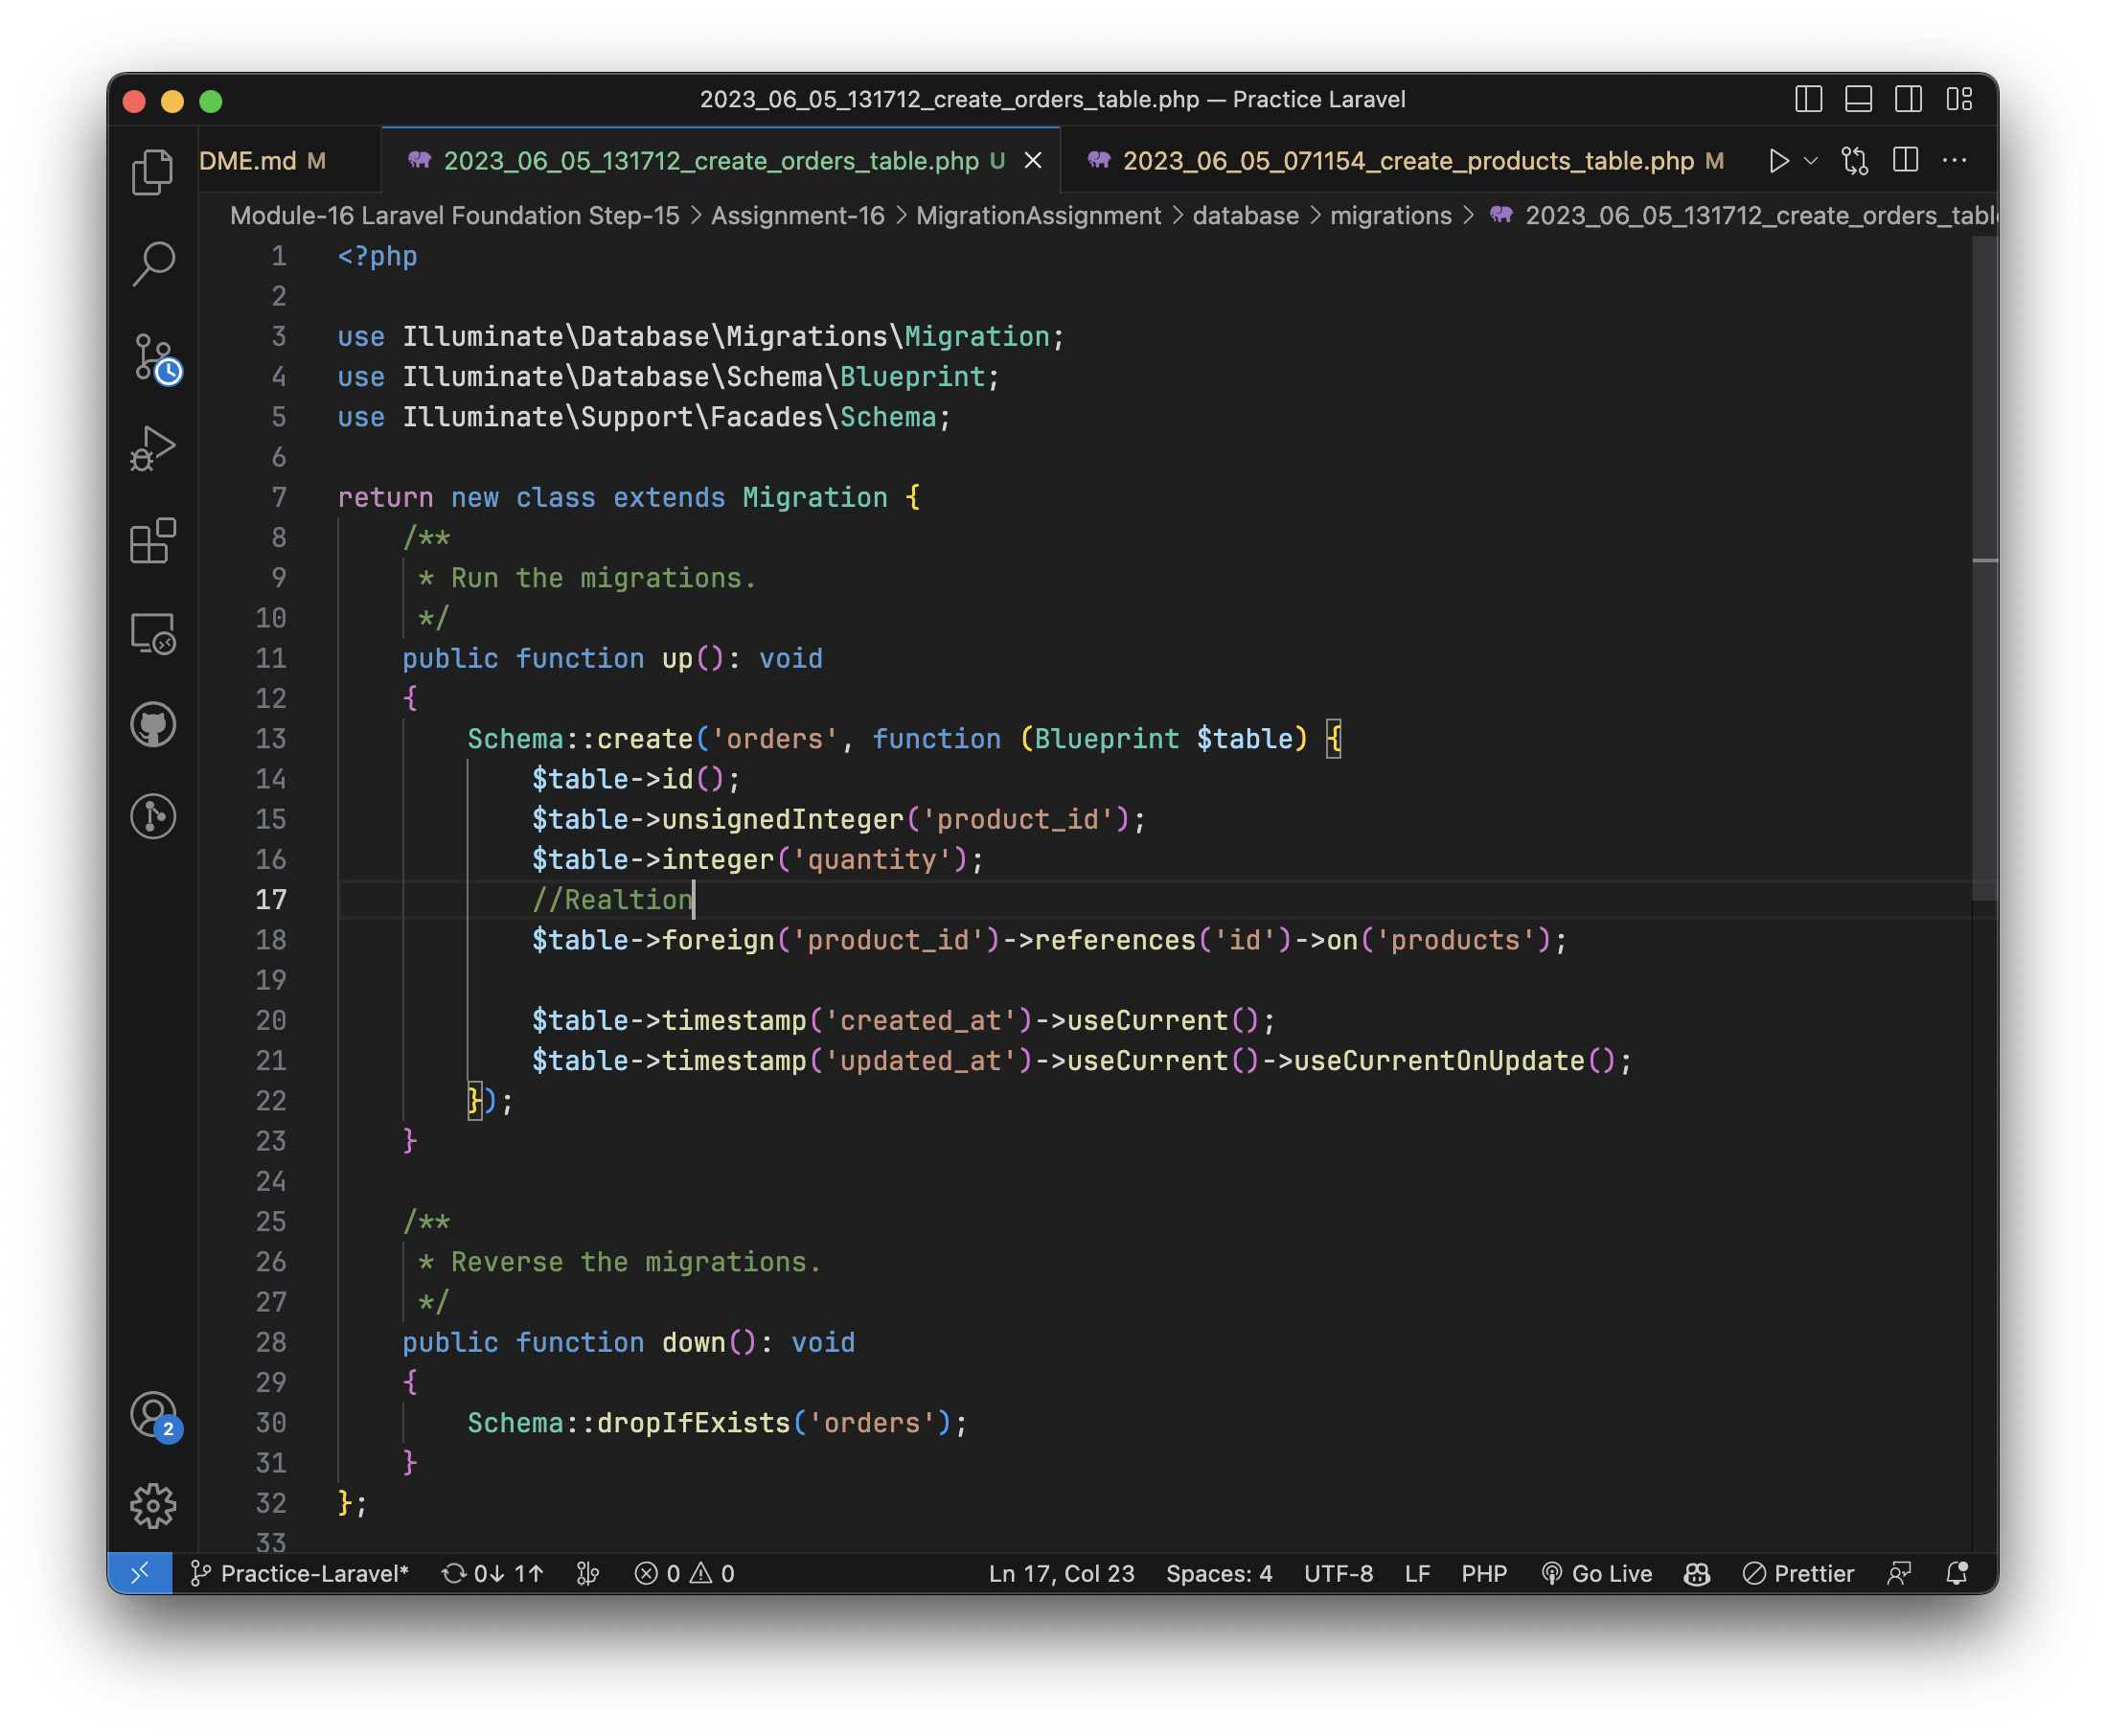 2023_06_05_131712_create_orders_table.php — Practice Laravel
DME.md M
2023_06_05_131712_create_orders_table.php U
2023_06_05_071154_create_products_table.php M
Module-16 Laravel Foundation Step-15 > Assignment-16 > MigrationAssignment > database > migrations > 2023_06_05_131712_create_orders_tabl
1 <?php
2
3 use Illuminate\Database\Migrations\Migration;
4 use Illuminate\Database\Schema\Blueprint;
5 use Illuminate\Support\Facades\Schema;
6
7 return new class extends Migration {
8 /**
9 * Run the migrations.
10 */
11 public function up(): void
12 {
13 Schema::create('orders', function (Blueprint $table) {
14 $table->id();
15 $table->unsignedInteger('product_id');
16 $table->integer('quantity');
17 //Realtion
18 $table->foreign('product_id')->references('id')->on('products');
19
20 $table->timestamp('created_at')->useCurrent();
21 $table->timestamp('updated_at')->useCurrent()->useCurrentOnUpdate();
22 });
23 }
24
25 /**
26 * Reverse the migrations.
27 */
28 public function down(): void
29 {
30 Schema::dropIfExists('orders');
31 }
32 };
33
2
Practice-Laravel* 0↓ 1↑ 0 0 Ln 17, Col 23 Spaces: 4 UTF-8 LF PHP Go Live Prettier